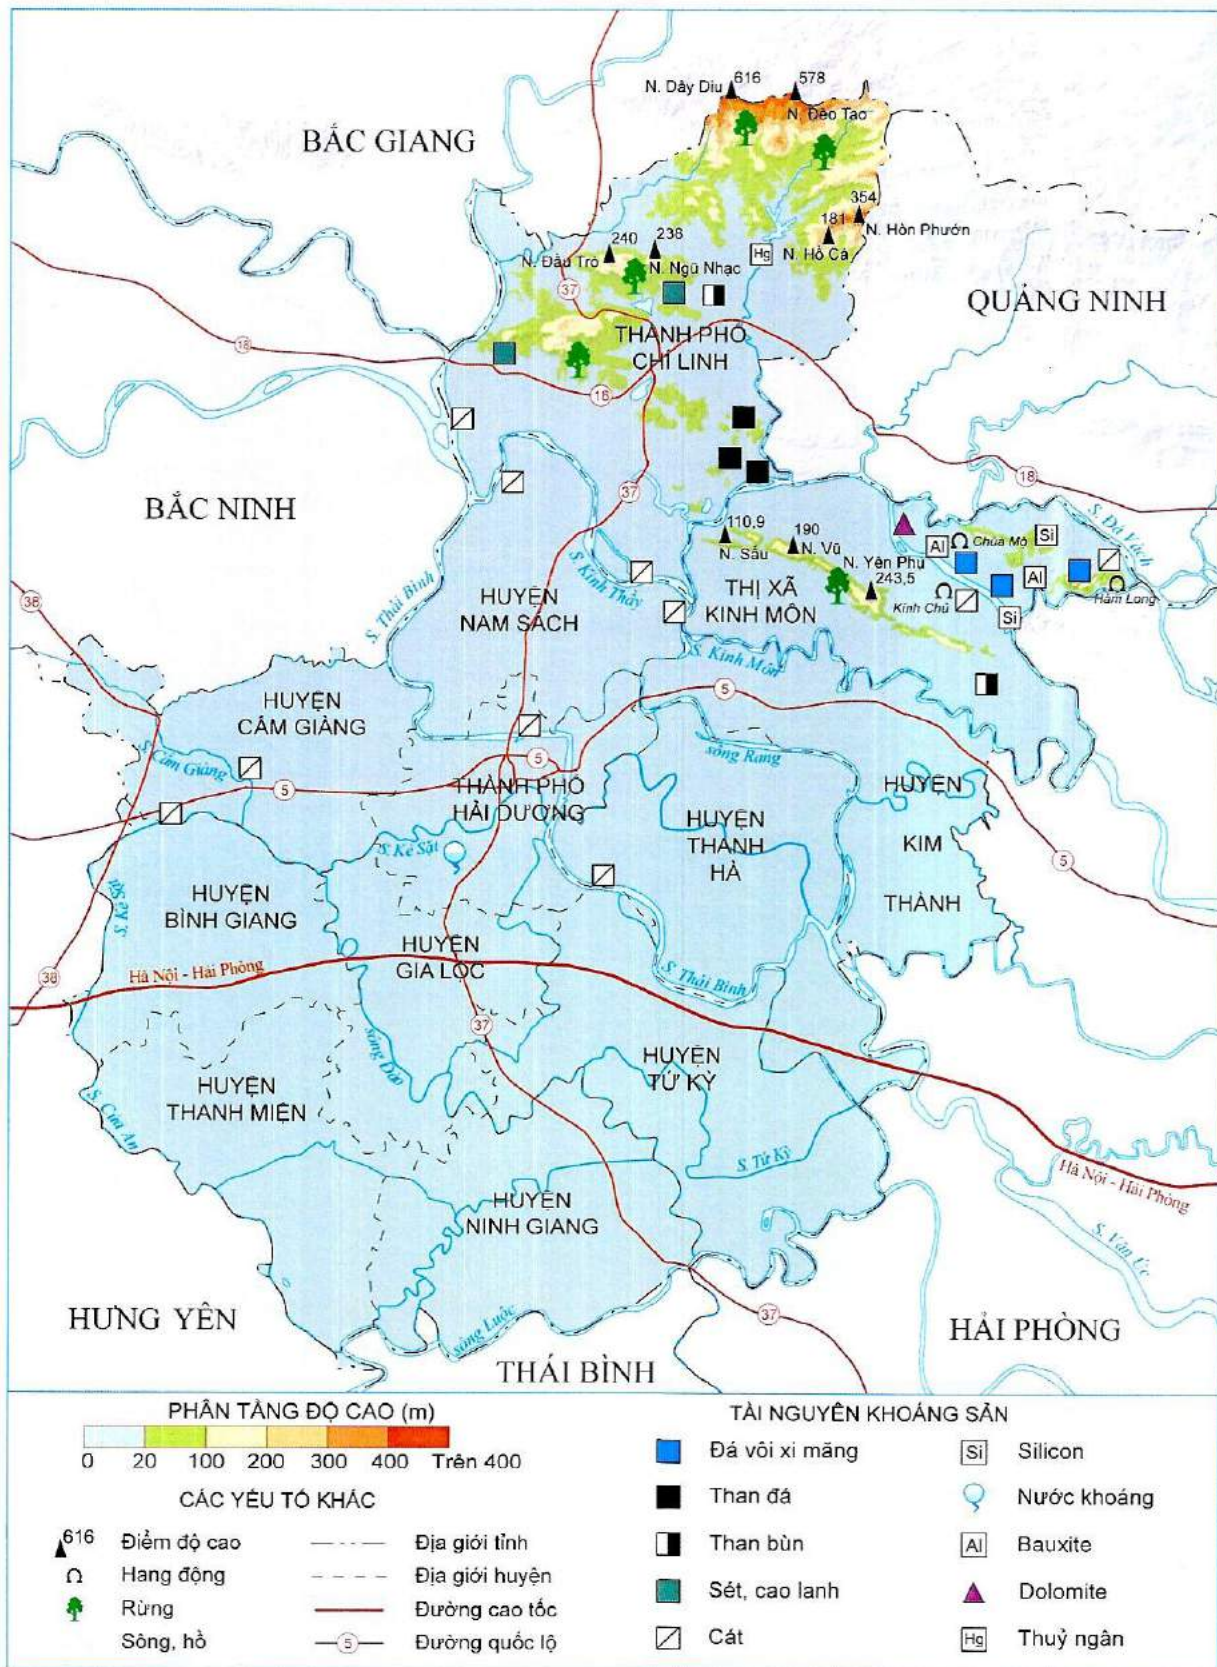 N. Dây Diu
616
578
N. Đèo Tao
BẮC GIANG
354
181
N. Hòn Phướn
N. Hố Cá
240
238
N. Đầu Trò
N. Ngũ Nhạc
Hg
37
QUẢNG NINH
THÀNH PHỐ
CHÍ LINH
18
18
BẮC NINH
37
18
S. Đá Vách
110,9
190
N. Sấu
N. Vũ
N. Yên Phụ
243,5
Al
Chùa Mộ
Si
Al
Kính Chủ
Hàm Long
Si
S. Kinh Thầy
THỊ XÃ
KINH MÔN
HUYỆN
NAM SÁCH
S. Thái Bình
38
S. Kinh Môn
5
HUYỆN
CẨM GIÀNG
S. Cẩm Giàng
sông Rang
5
5
THÀNH PHỐ
HẢI DƯƠNG
HUYỆN
THANH
HÀ
HUYỆN
KIM
THÀNH
5
S. Kẻ Sặt
S. Kẻ Sặt
HUYỆN
BÌNH GIANG
HUYỆN
GIA LỘC
38
Hà Nội - Hải Phòng
S. Thái Bình
37
sông Đào
HUYỆN
TỨ KỲ
HUYỆN
THANH MIỆN
S. Cửu An
S. Tứ Kỳ
Hà Nội - Hải Phòng
HUYỆN
NINH GIANG
S. Văn Úc
HƯNG YÊN
sông Luộc
37
HẢI PHÒNG
THÁI BÌNH
PHÂN TẦNG ĐỘ CAO (m)
0 20 100 200 300 400 Trên 400
CÁC YẾU TỐ KHÁC
616 Điểm độ cao
Hang động
Rừng
Sông, hồ
Địa giới tỉnh
Địa giới huyện
Đường cao tốc
5 Đường quốc lộ
TÀI NGUYÊN KHOÁNG SẢN
Đá vôi xi măng
Than đá
Than bùn
Sét, cao lanh
Cát
Si Silicon
Nước khoáng
Al Bauxite
Dolomite
Hg Thuỷ ngân